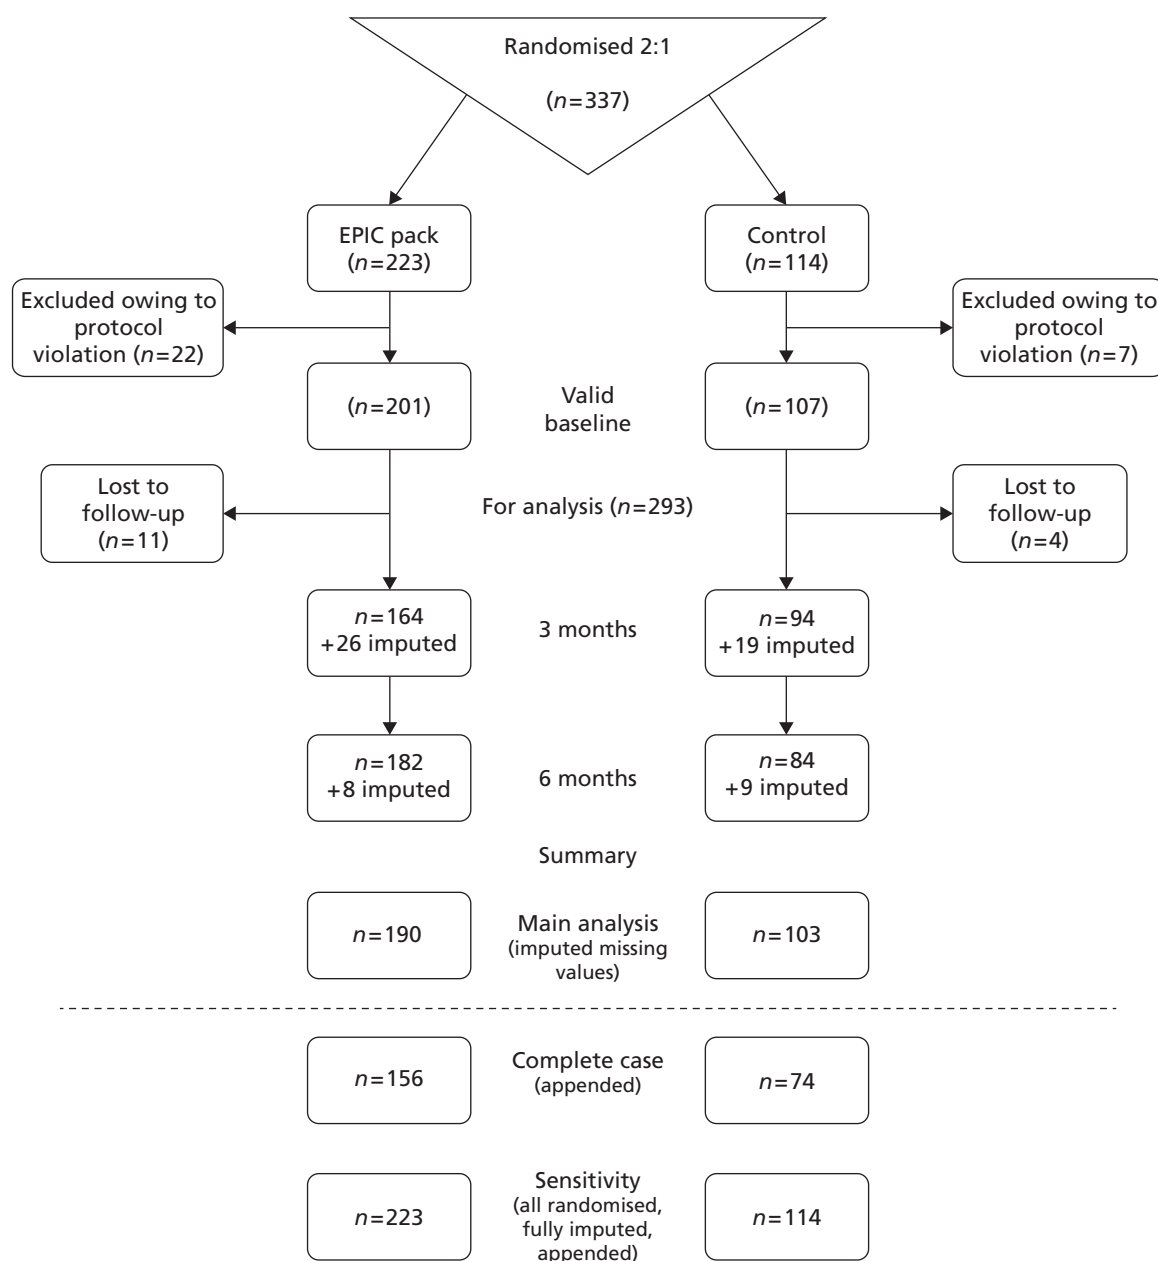 Randomised 2:1
(n=337)
EPIC pack
(n=223)
Control
(n=114)
Excluded owing to
protocol
violation (n=22)
Excluded owing to
protocol
violation (n=7)
(n=201)
Valid
baseline
(n=107)
Lost to
follow-up
(n=11)
For analysis (n=293)
Lost to
follow-up
(n=4)
n=164
+26 imputed
3 months
n=94
+19 imputed
n=182
+8 imputed
6 months
n=84
+9 imputed
Summary
n=190
Main analysis
(imputed missing
values)
n=103
n=156
Complete case
(appended)
n=74
n=223
Sensitivity
(all randomised,
fully imputed,
appended)
n=114